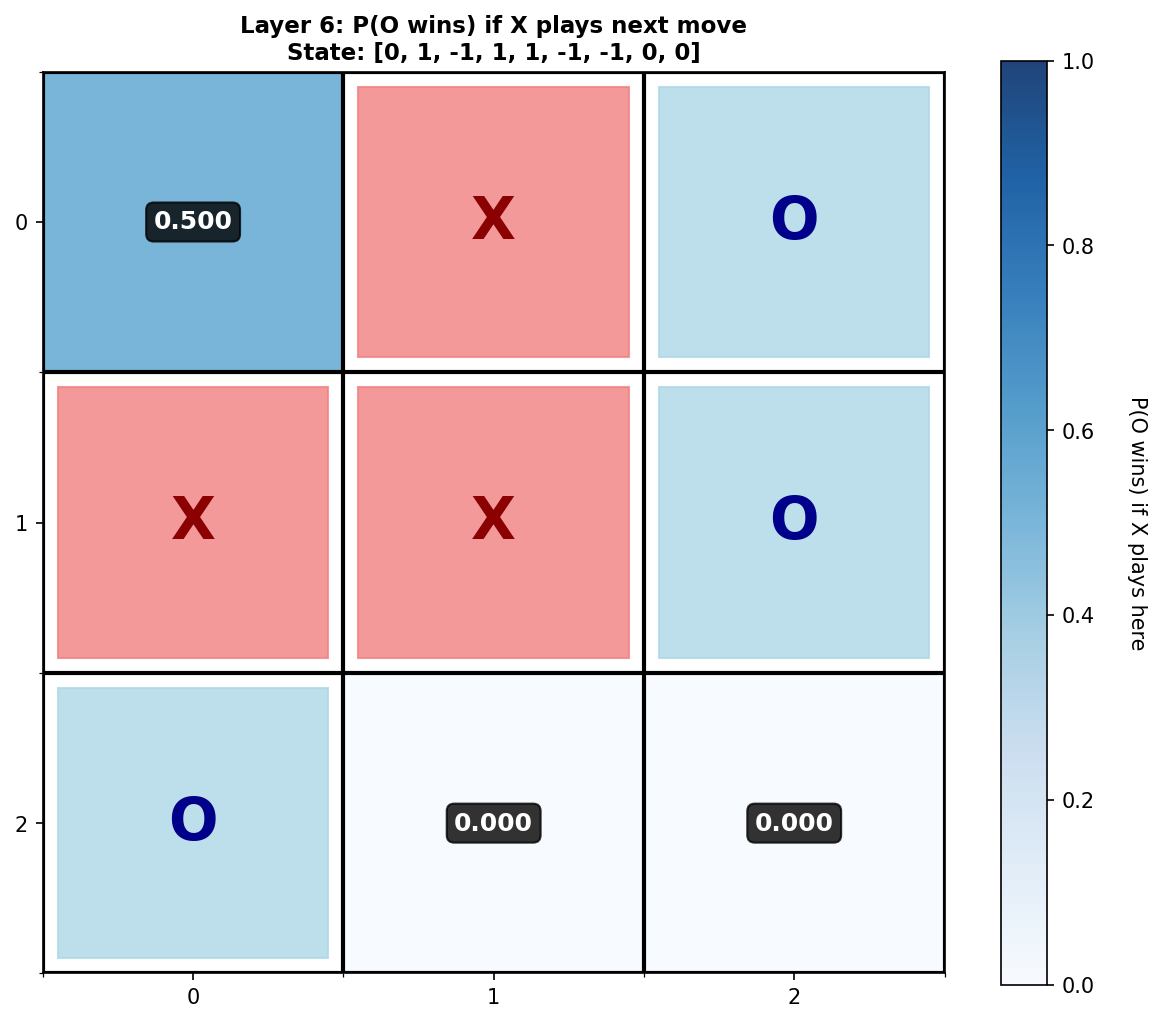 Layer 6: P(O wins) if X plays next move
State: [0, 1, -1, 1, 1, -1, -1, 0, 0]
0
0.500
X
O
1
X
X
O
2
O
0.000
0.000
0
1
2
1.0
0.8
0.6
0.4
0.2
0.0
P(O wins) if X plays here